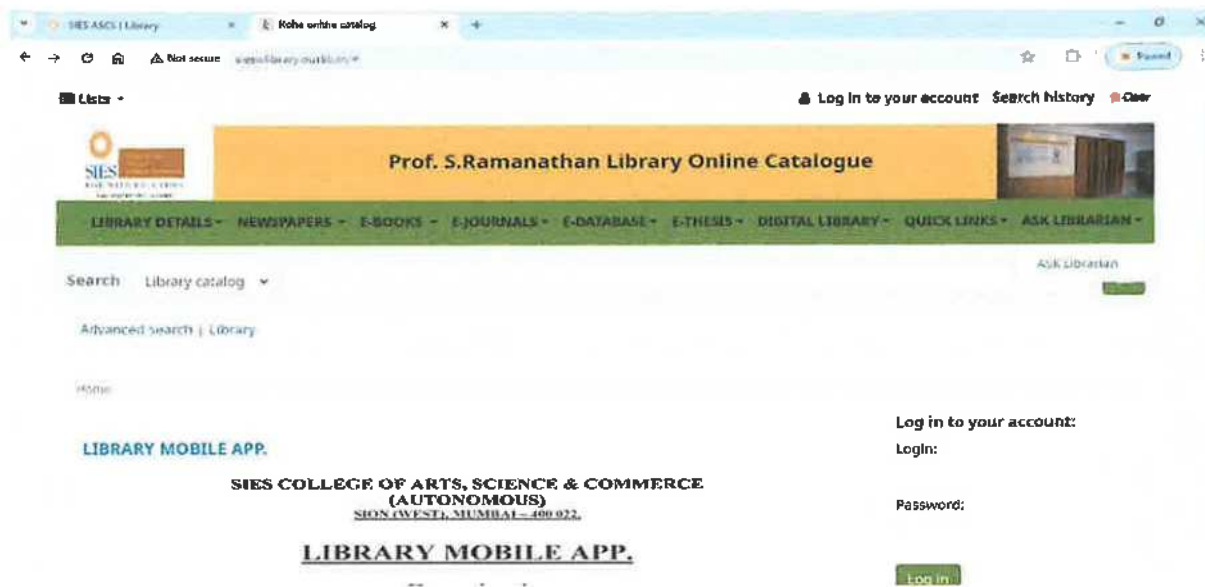 SIES ASCS | Library
Koha online catalog
Not secure
Paused
Lists
Log in to your account Search history Clear
SIES
Prof. S.Ramanathan Library Online Catalogue
LIBRARY DETAILS NEWSPAPERS E-BOOKS E-JOURNALS E-DATABASE E-THESIS DIGITAL LIBRARY QUICK LINKS ASK LIBRARIAN
Ask Librarian
Search Library catalog
Advanced search | Library
Home
Log in to your account:
LIBRARY MOBILE APP.
Login:
SIES COLLEGE OF ARTS, SCIENCE & COMMERCE
(AUTONOMOUS)
SION (WEST), MUMBAI – 400 022.
Password:
LIBRARY MOBILE APP.
Log in